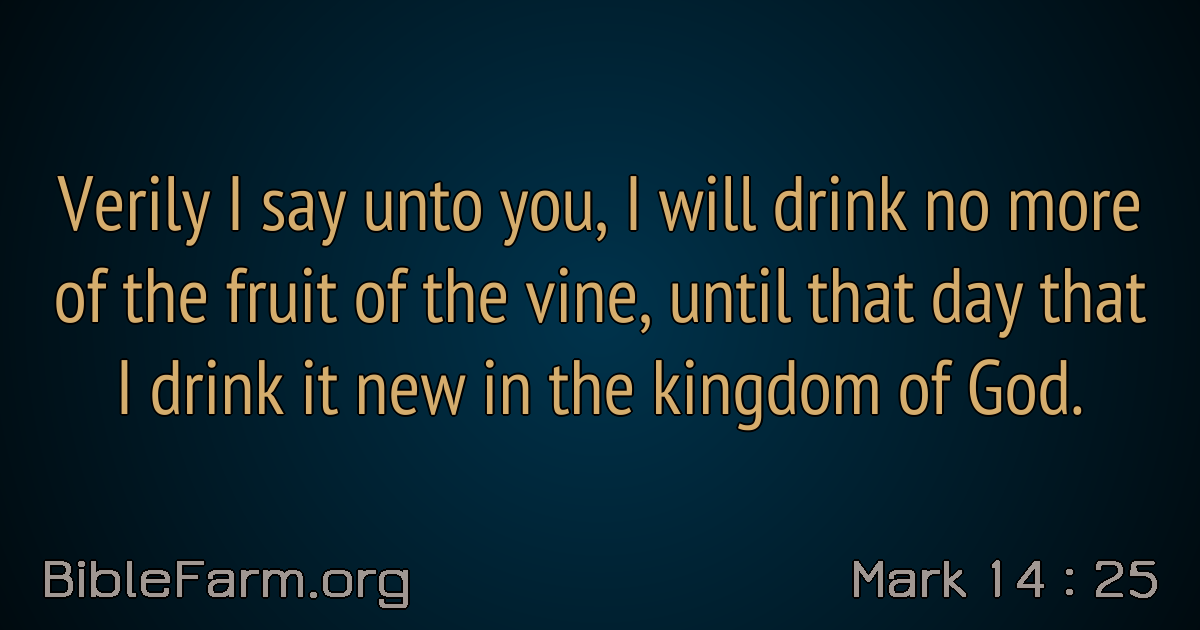 Verily I say unto you, I will drink no more
of the fruit of the vine, until that day that
I drink it new in the kingdom of God.
BibleFarm.org
Mark 14 : 25